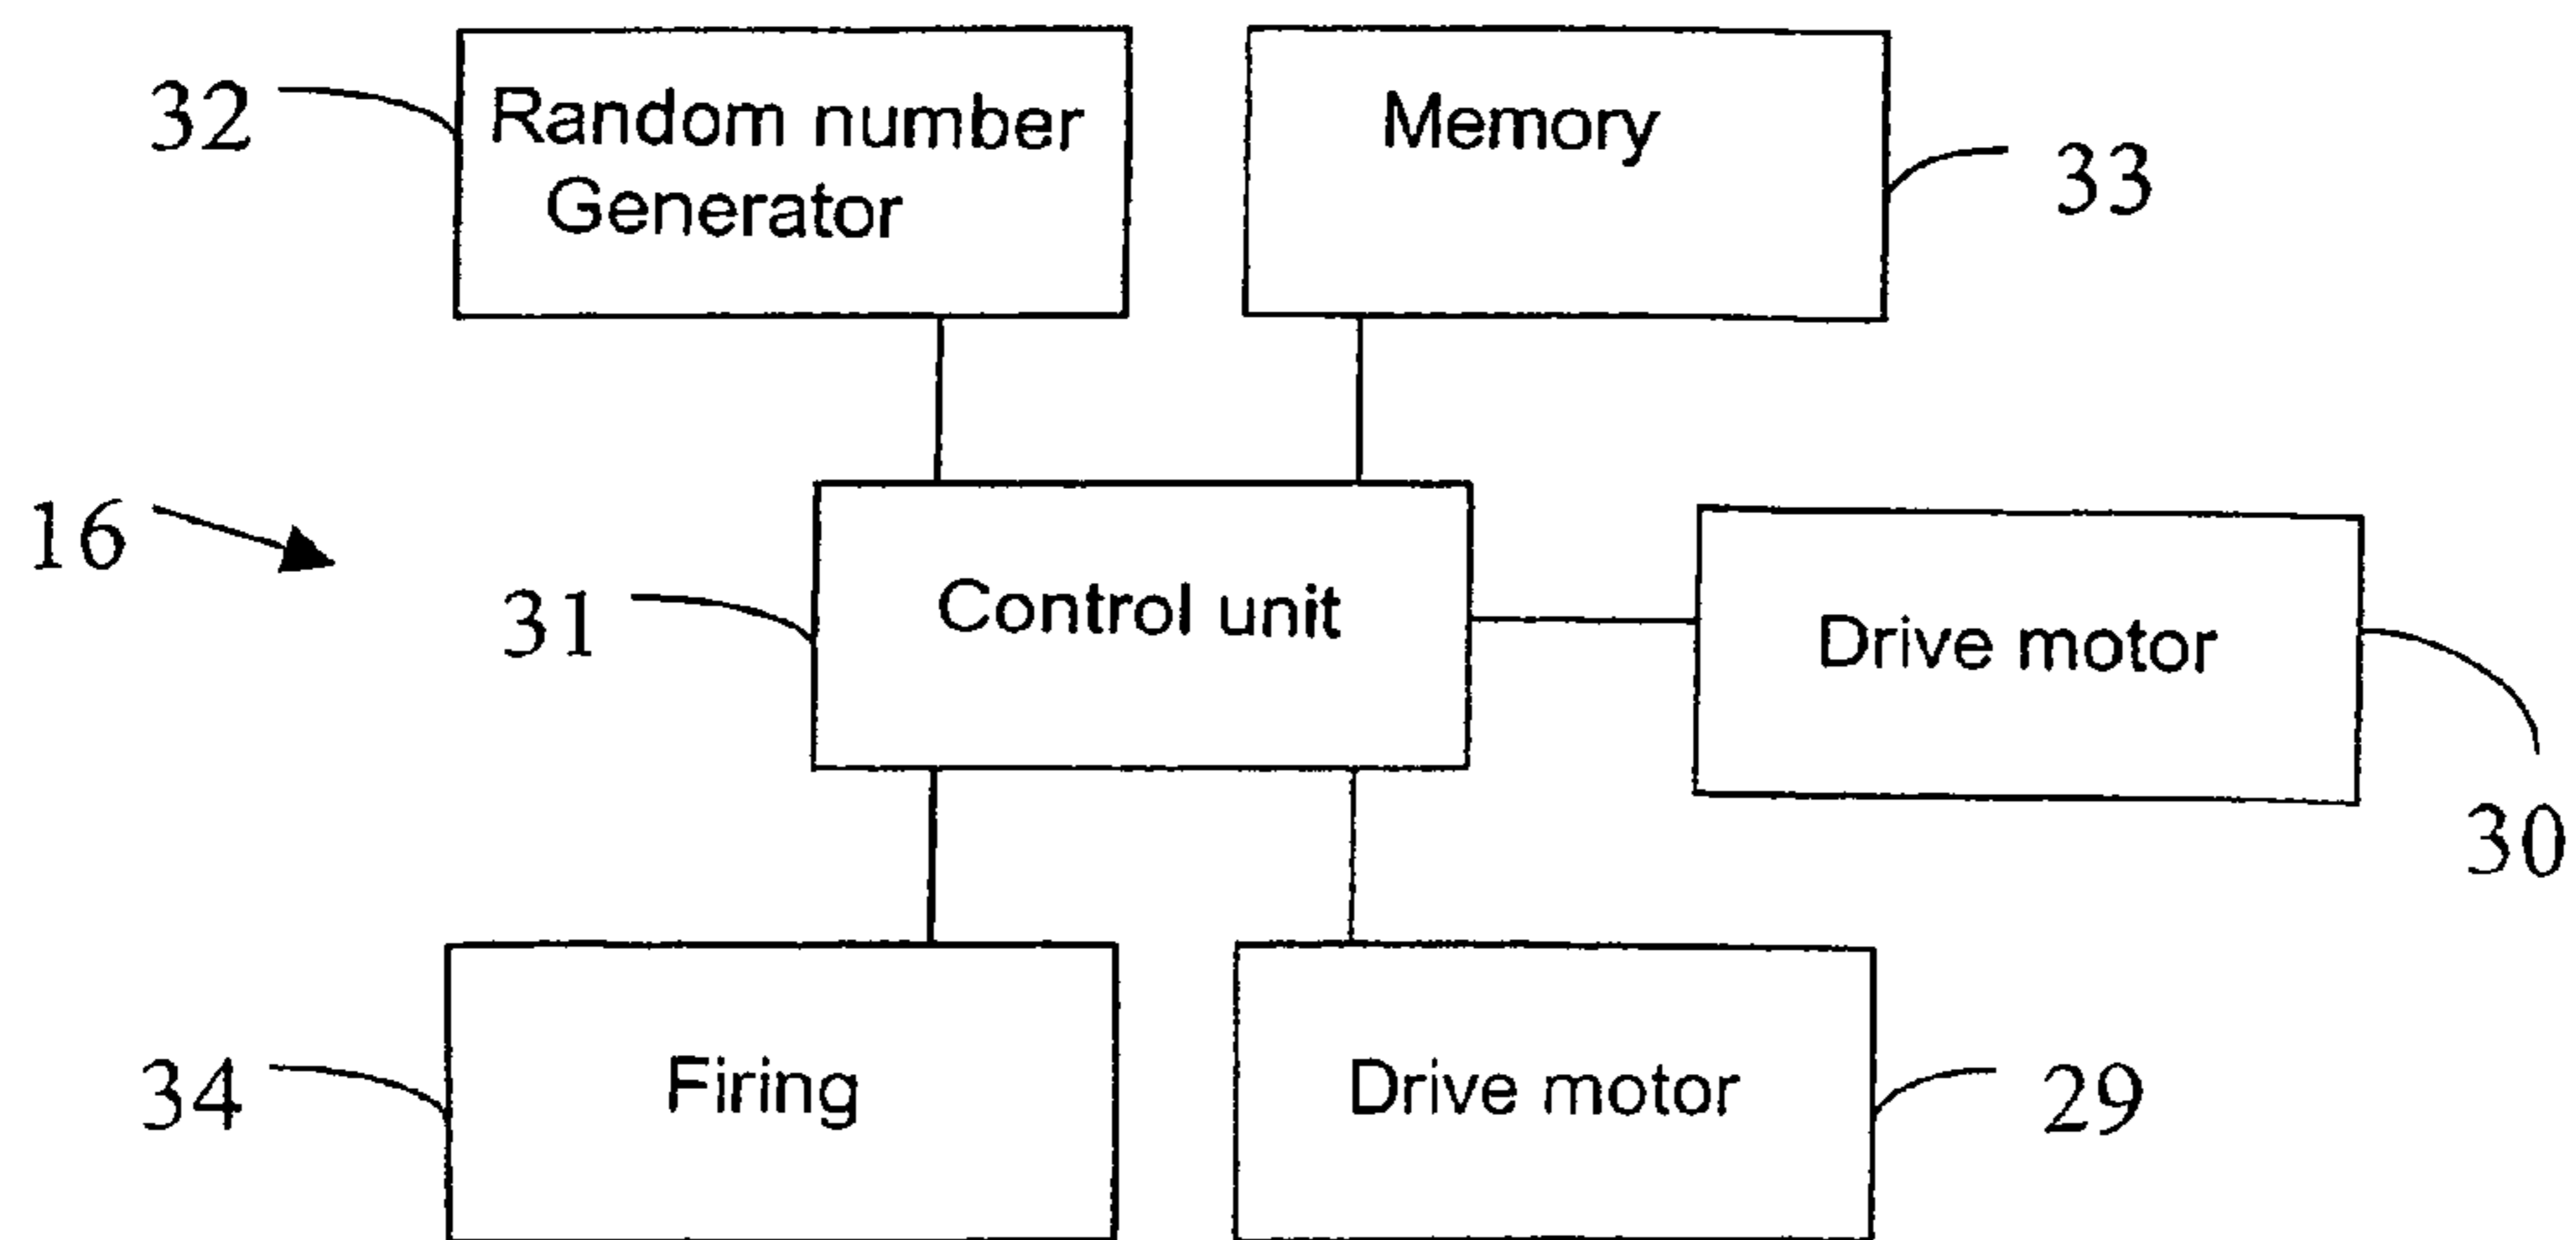 32
Random number
Generator
Memory
33
16
31
Control unit
Drive motor
30
34
Firing
Drive motor
29